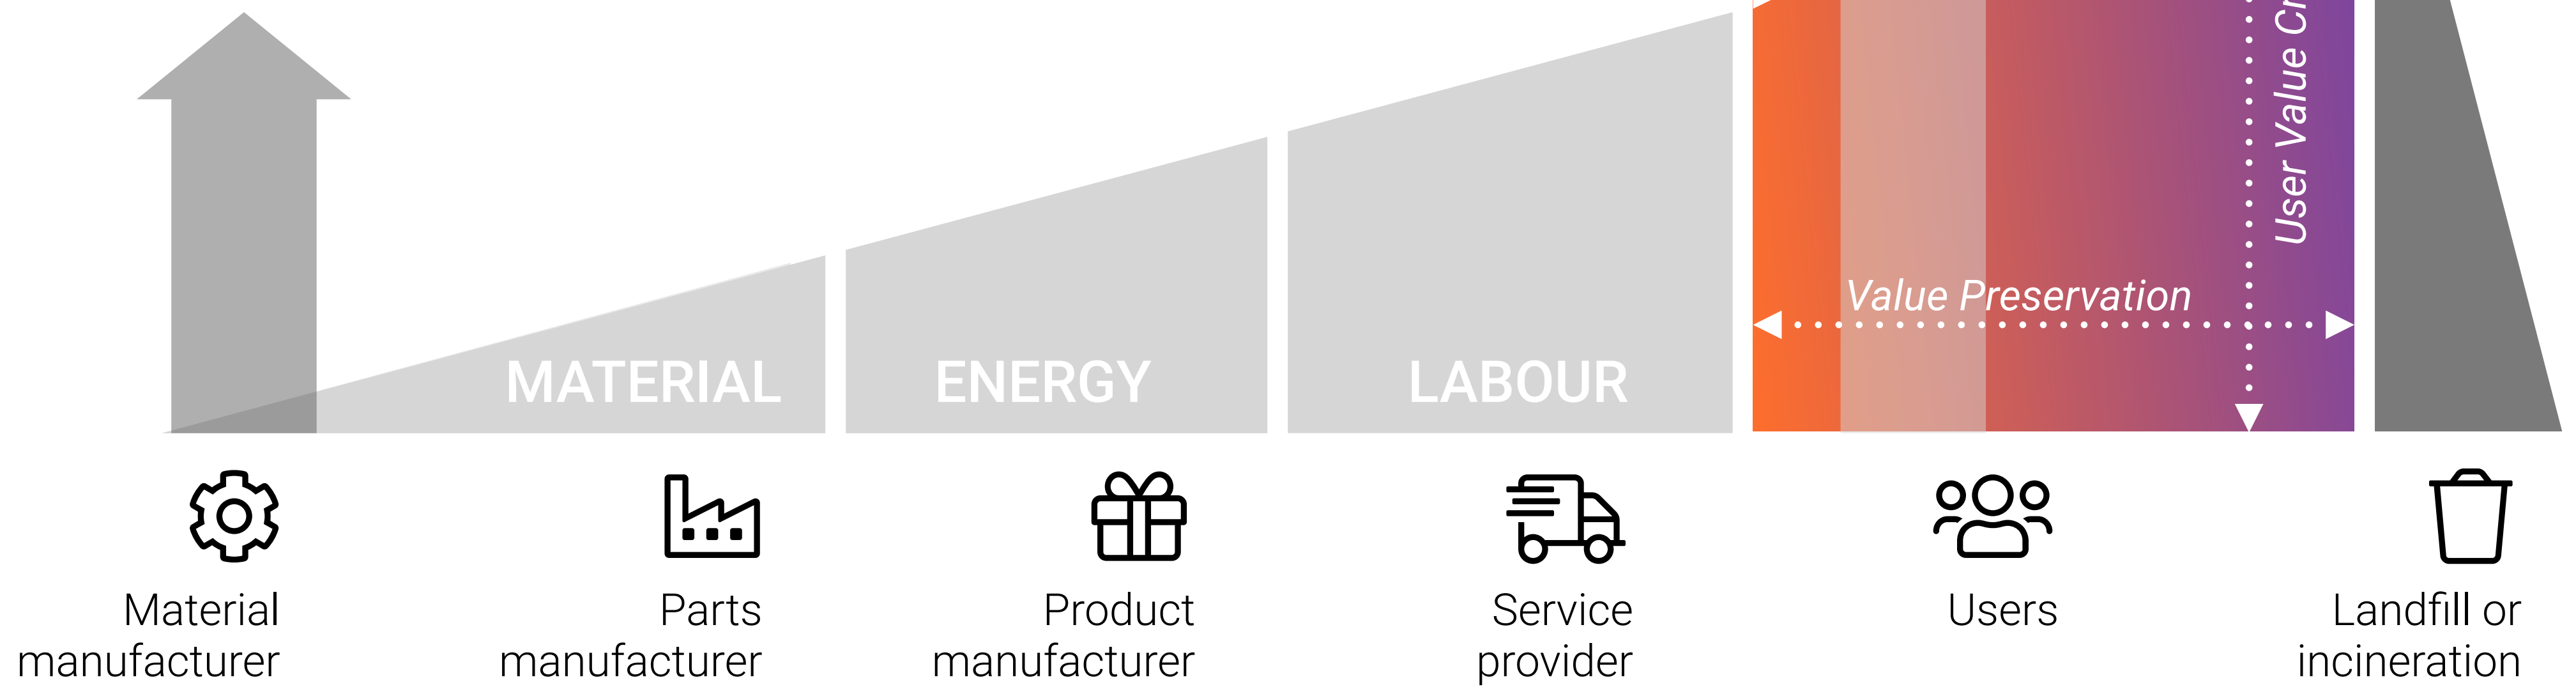 User Value
Value Preservation
MATERIAL
ENERGY
LABOUR
Material
manufacturer
Parts
manufacturer
Product
manufacturer
Service
provider
Users
Landfill or
incineration